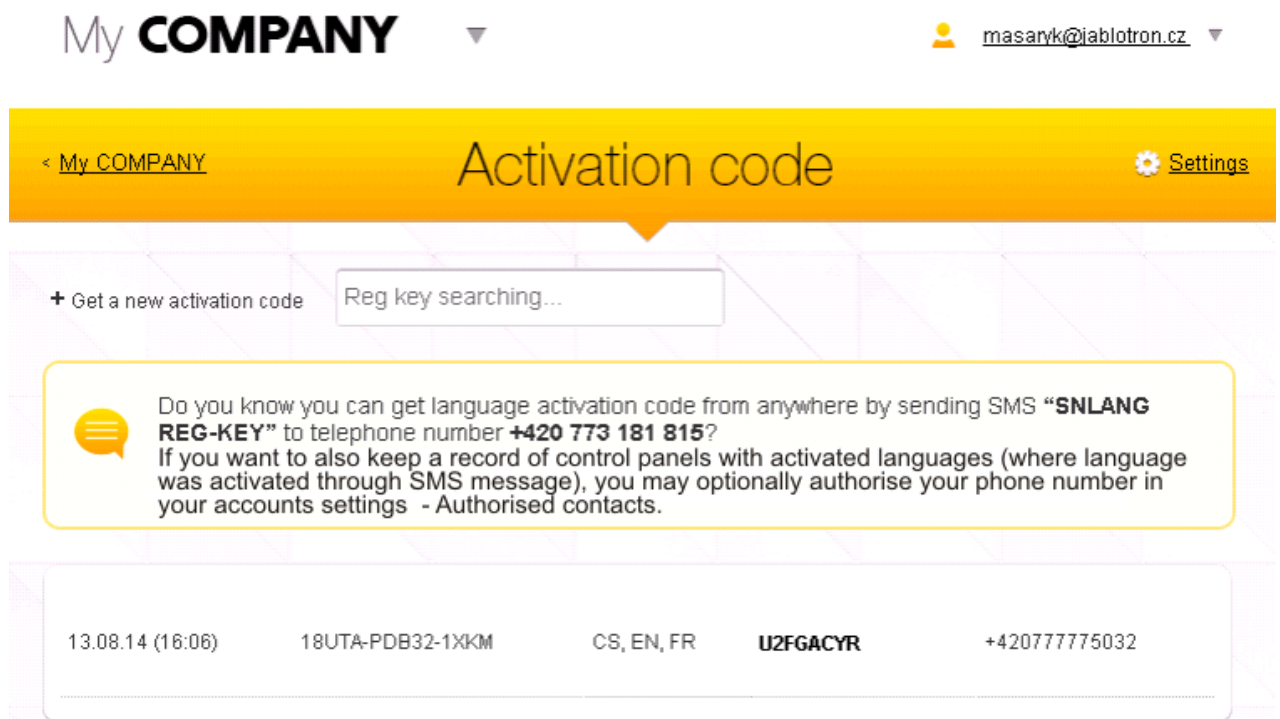 My COMPANY ▼ masaryk@jablotron.cz ▼
< My COMPANY Activation code Settings
+ Get a new activation code Reg key searching...
Do you know you can get language activation code from anywhere by sending SMS “SNLANG
REG-KEY” to telephone number +420 773 181 815?
If you want to also keep a record of control panels with activated languages (where language
was activated through SMS message), you may optionally authorise your phone number in
your accounts settings - Authorised contacts.
13.08.14 (16:06) 18UTA-PDB32-1XKM CS, EN, FR U2FGACYR +420777775032